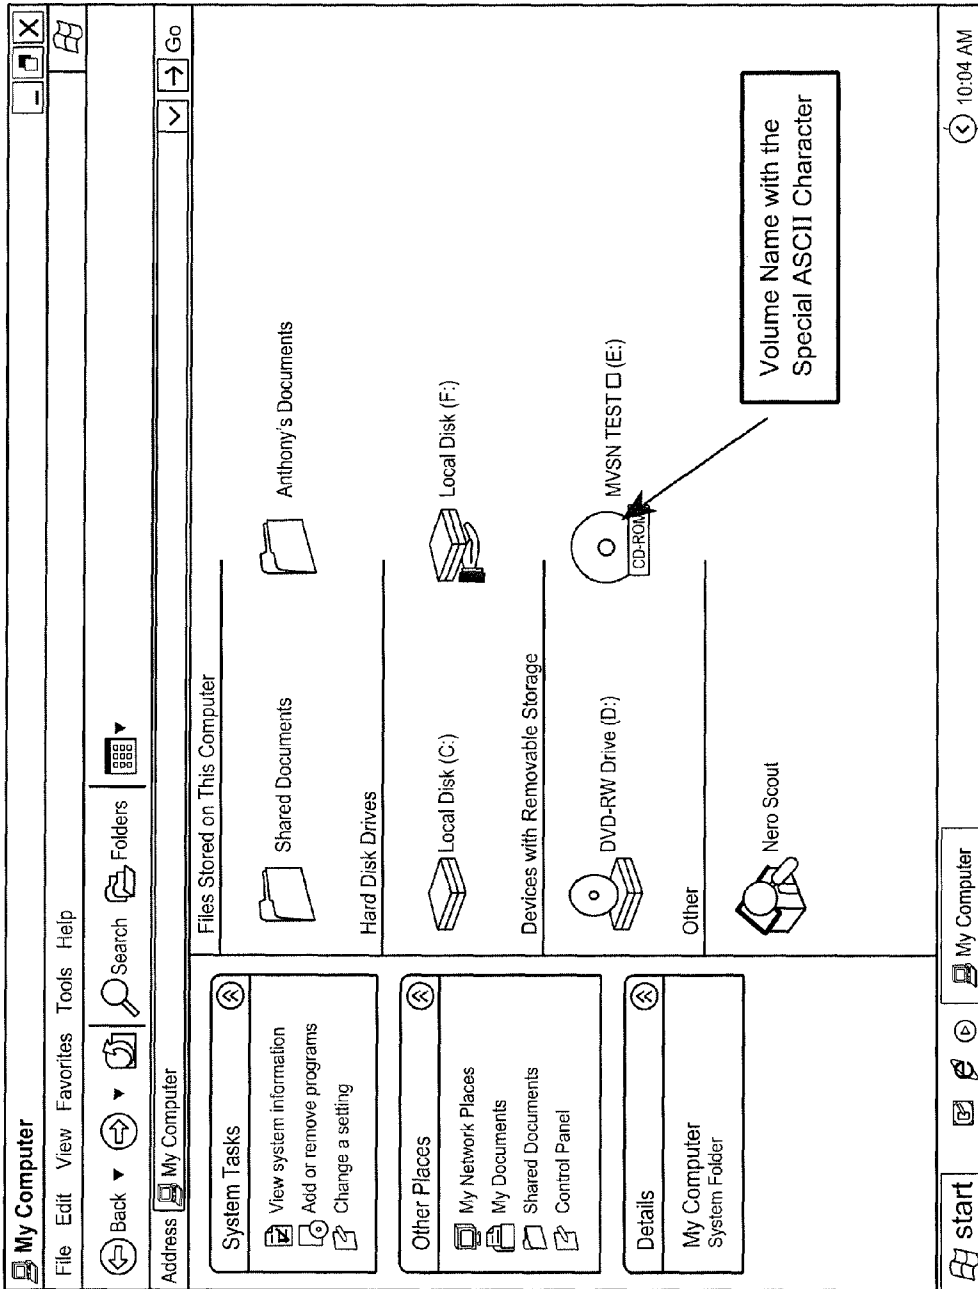 My Computer
File Edit View Favorites Tools Help
Back Search Folders
Address My Computer Go
System Tasks
View system information
Add or remove programs
Change a setting
Other Places
My Network Places
My Documents
Shared Documents
Control Panel
Details
My Computer
System Folder
Files Stored on This Computer
Shared Documents Anthony's Documents
Hard Disk Drives
Local Disk (C:) Local Disk (F:)
Devices with Removable Storage
DVD-RW Drive (D:) CD-ROM MVSN TEST □ (E:)
Other
Nero Scout
Volume Name with the
Special ASCII Character
start My Computer 10:04 AM